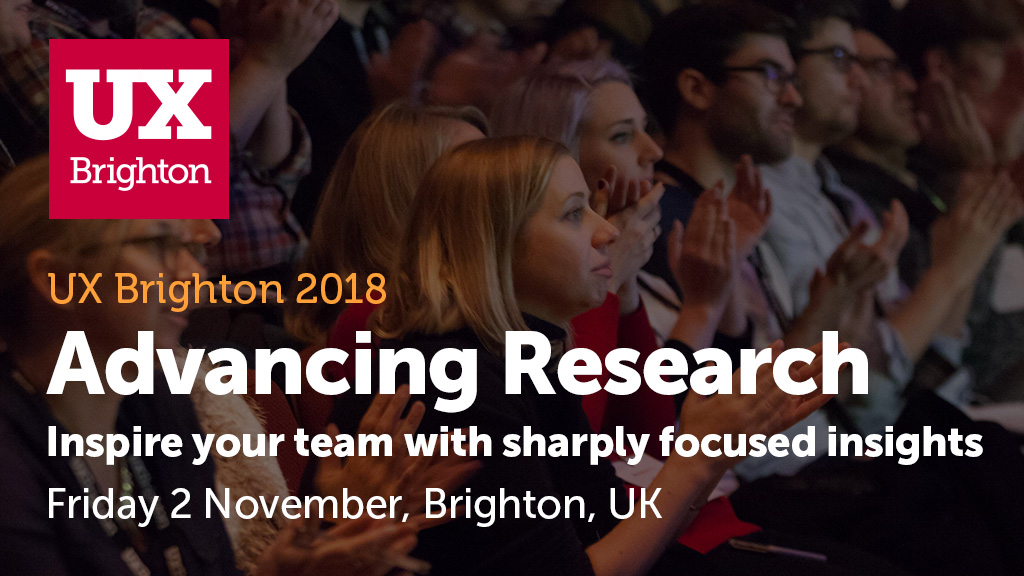 UX
Brighton
UX Brighton 2018
Advancing Research
Inspire your team with sharply focused insights
Friday 2 November, Brighton, UK